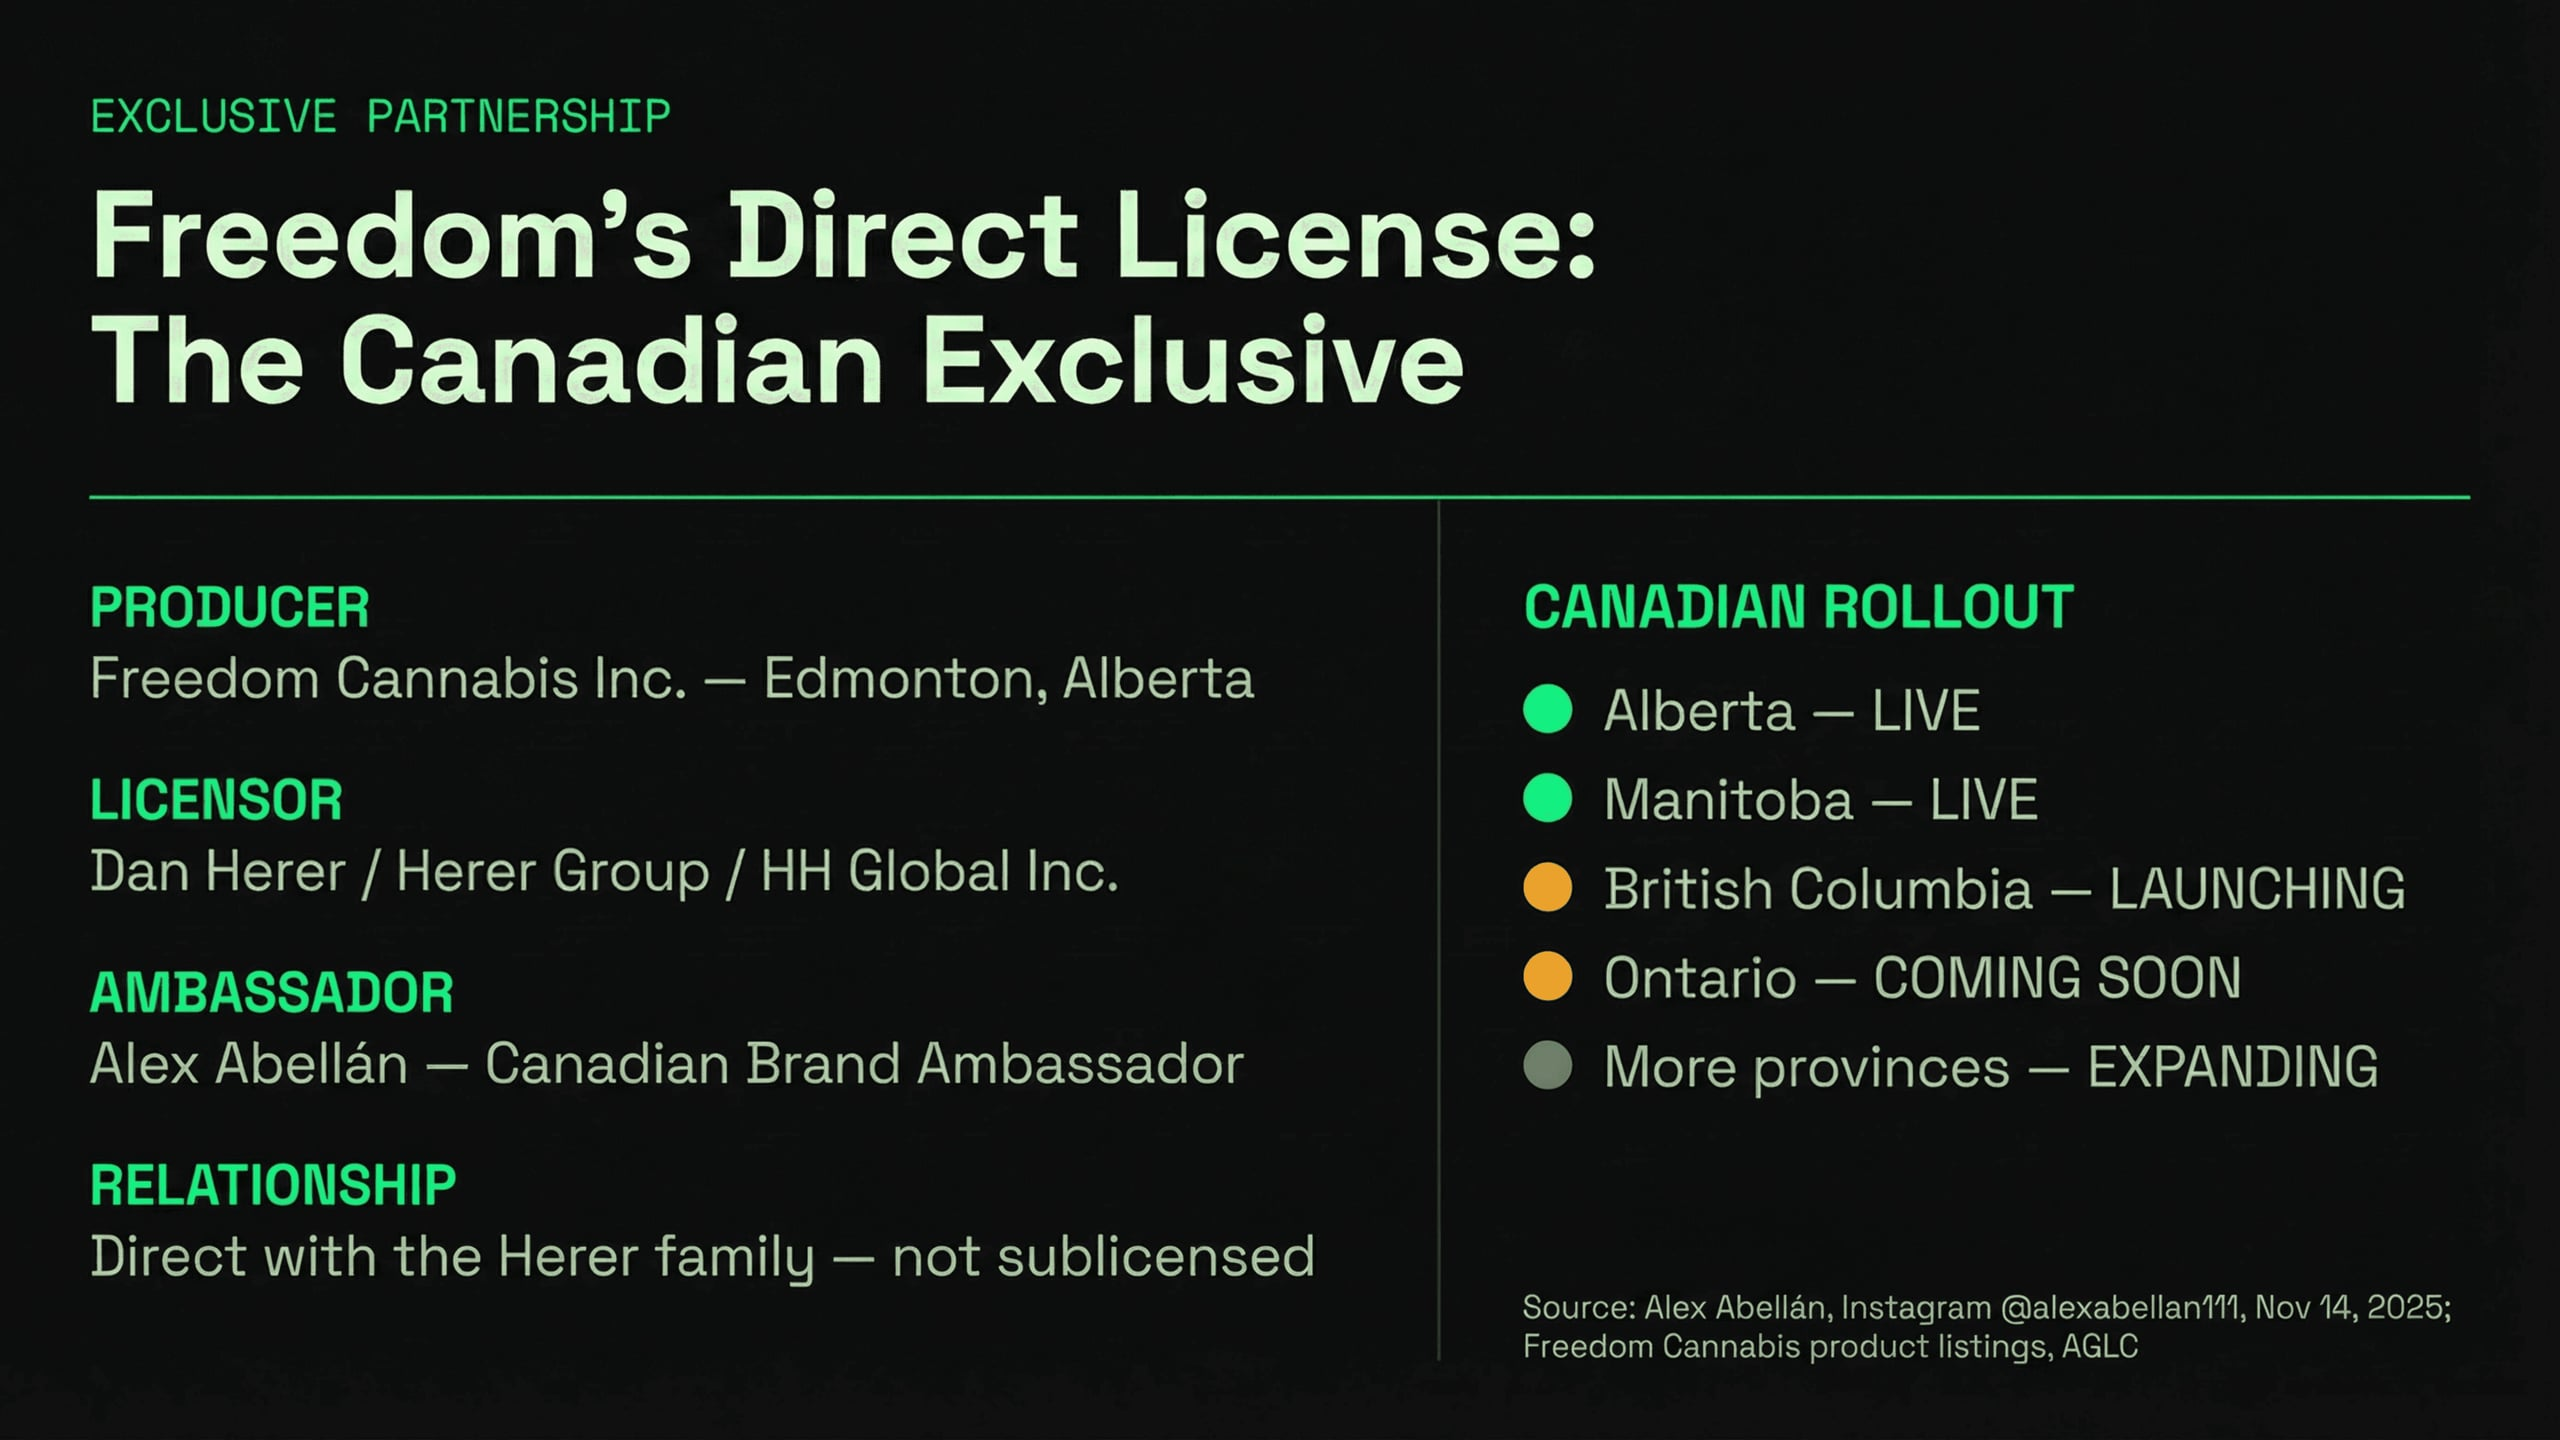 EXCLUSIVE PARTNERSHIP
Freedom’s Direct License:
The Canadian Exclusive
PRODUCER
Freedom Cannabis Inc. — Edmonton, Alberta
LICENSOR
Dan Herer / Herer Group / HH Global Inc.
AMBASSADOR
Alex Abellán — Canadian Brand Ambassador
RELATIONSHIP
Direct with the Herer family — not sublicensed
CANADIAN ROLLOUT
Alberta — LIVE
Manitoba — LIVE
British Columbia — LAUNCHING
Ontario — COMING SOON
More provinces — EXPANDING
Source: Alex Abellán, Instagram @alexabellan111, Nov 14, 2025;
Freedom Cannabis product listings, AGLC